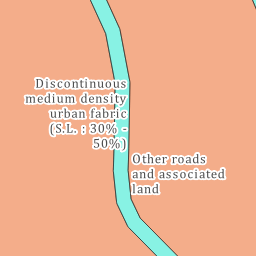 Discontinuous
medium density
urban fabric
(S.L. : 30% -
50%)
Other roads
and associated
land